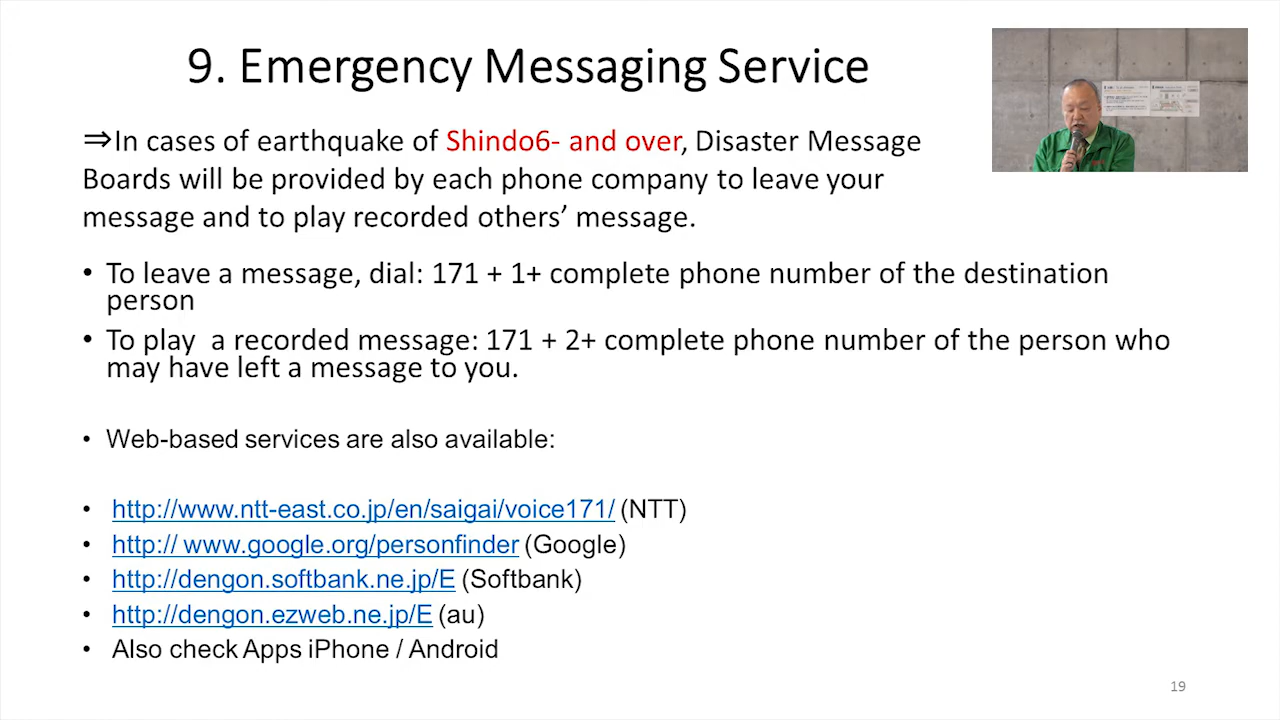 9. Emergency Messaging Service
⇒In cases of earthquake of Shindo6- and over, Disaster Message
Boards will be provided by each phone company to leave your
message and to play recorded others’ message.
• To leave a message, dial: 171 + 1+ complete phone number of the destination
person
• To play  a recorded message: 171 + 2+ complete phone number of the person who
may have left a message to you.
• Web-based services are also available:
• http://www.ntt-east.co.jp/en/saigai/voice171/ (NTT)
• http:// www.google.org/personfinder (Google)
• http://dengon.softbank.ne.jp/E (Softbank)
• http://dengon.ezweb.ne.jp/E (au)
• Also check Apps iPhone / Android
19